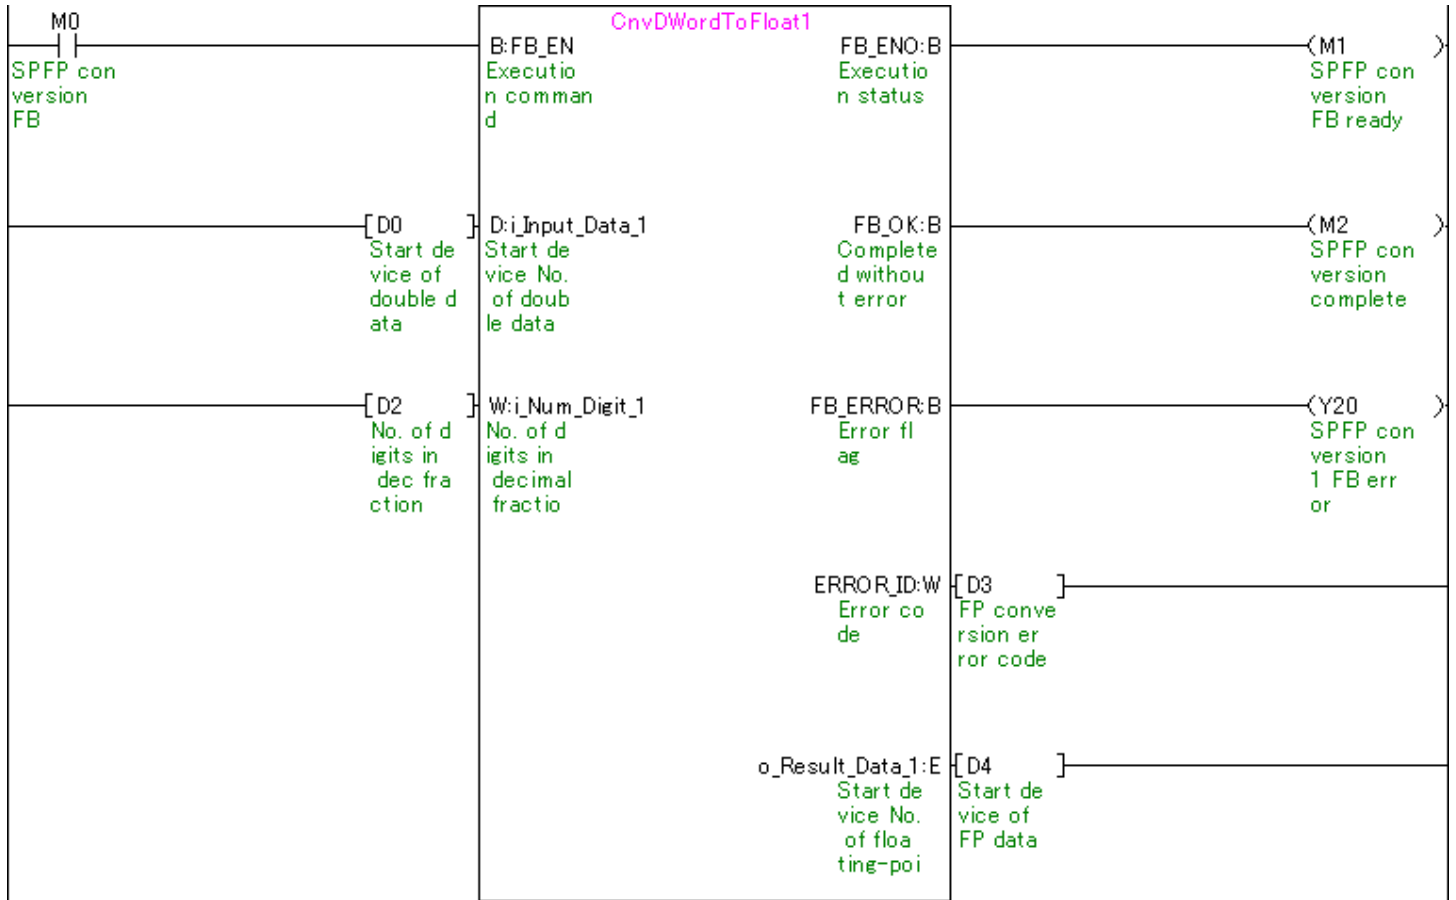 CnvDWordToFloat1
M0
B:FB_EN
FB_ENO:B
M1
SPFP con
version
FB
Executio
n comman
d
Executio
n status
SPFP con
version
FB ready
D0
D:i_Input_Data_1
FB_OK:B
M2
Start de
vice of
double d
ata
Start de
vice No.
of doub
le data
Complete
d withou
t error
SPFP con
version
complete
D2
W:i_Num_Digit_1
FB_ERROR:B
Y20
No. of d
igits in
dec fra
ction
No. of d
igits in
decimal
fractio
Error fl
ag
SPFP con
version
1 FB err
or
ERROR_ID:W
D3
Error co
de
FP conve
rsion er
ror code
o_Result_Data_1:E
D4
Start de
vice No.
of floa
ting-poi
Start de
vice of
FP data